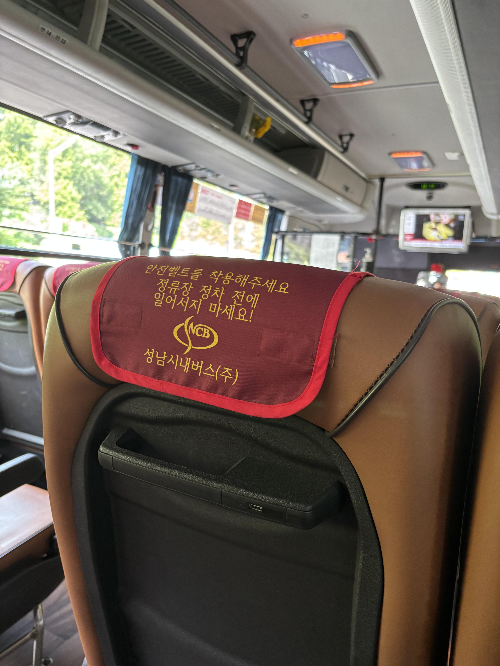 안전벨트를 착용해주세요
정류장 정차 전에
일어서지 마세요!
NCB
성남시내버스(주)